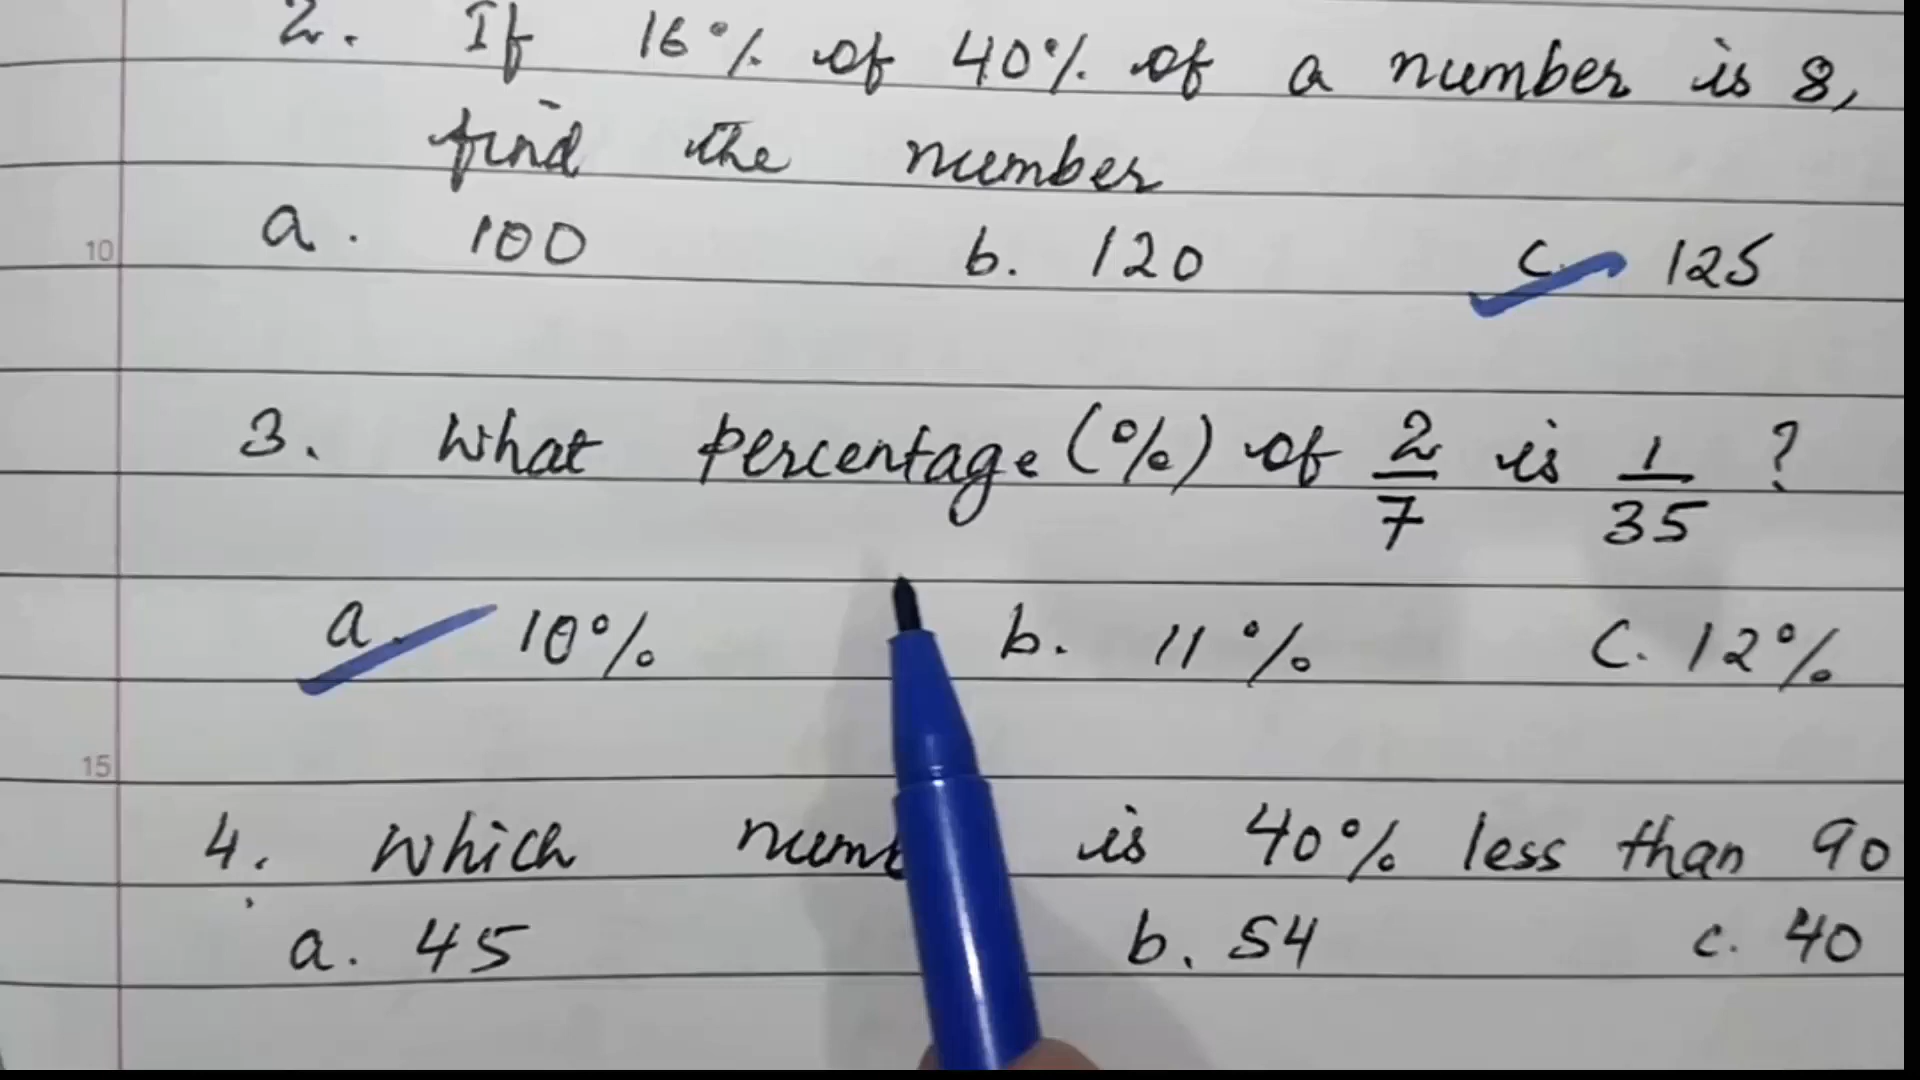 2. If 16% of 40% of a number is 8,
find the number
a. 100 b. 120 c. 125
10
3. What percentage (%) of 2/7 is 1/35 ?
a. 10% b. 11% C. 12%
15
4. Which is 40% less than 90
a. 45 b. 54 c. 40